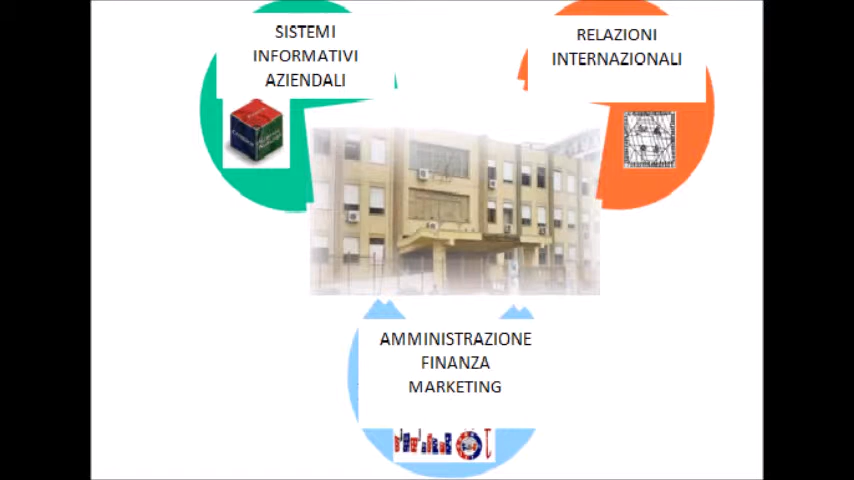 SISTEMI
INFORMATIVI
AZIENDALI
RELAZIONI
INTERNAZIONALI
AMMINISTRAZIONE
FINANZA
MARKETING